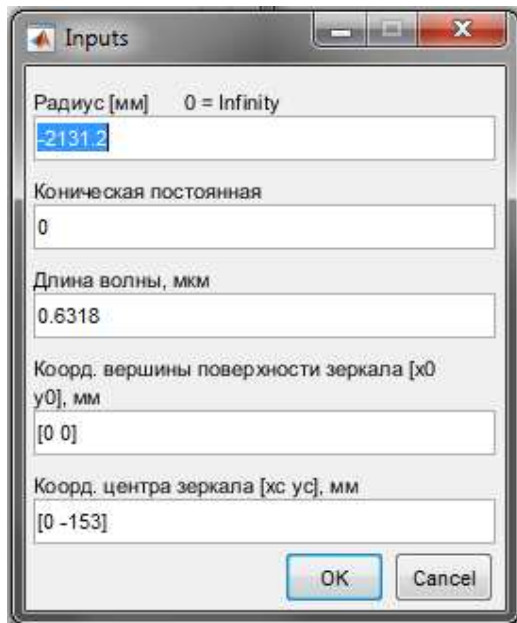 Inputs
Радиус [мм] 0 = Infinity
-2131.2
Коническая постоянная
0
Длина волны, мкм
0.6318
Коорд. вершины поверхности зеркала [x0
y0], мм
[0 0]
Коорд. центра зеркала [xc yc], мм
[0 -153]
OK Cancel